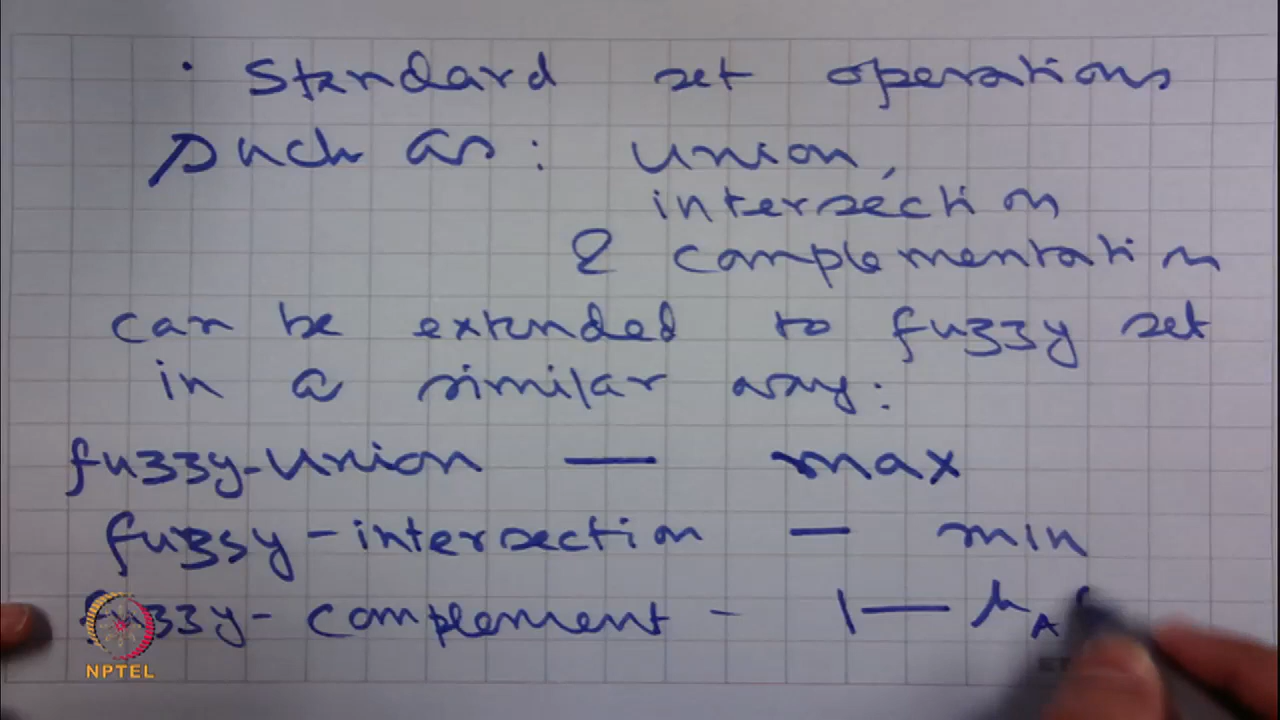 • Standard set operations
such as : union,
intersection
& complementation
can be extended to fuzzy set
in a similar way :
fuzzy-union — max
fuzzy-intersection — min
fuzzy-complement - 1 — μ_A (
NPTEL